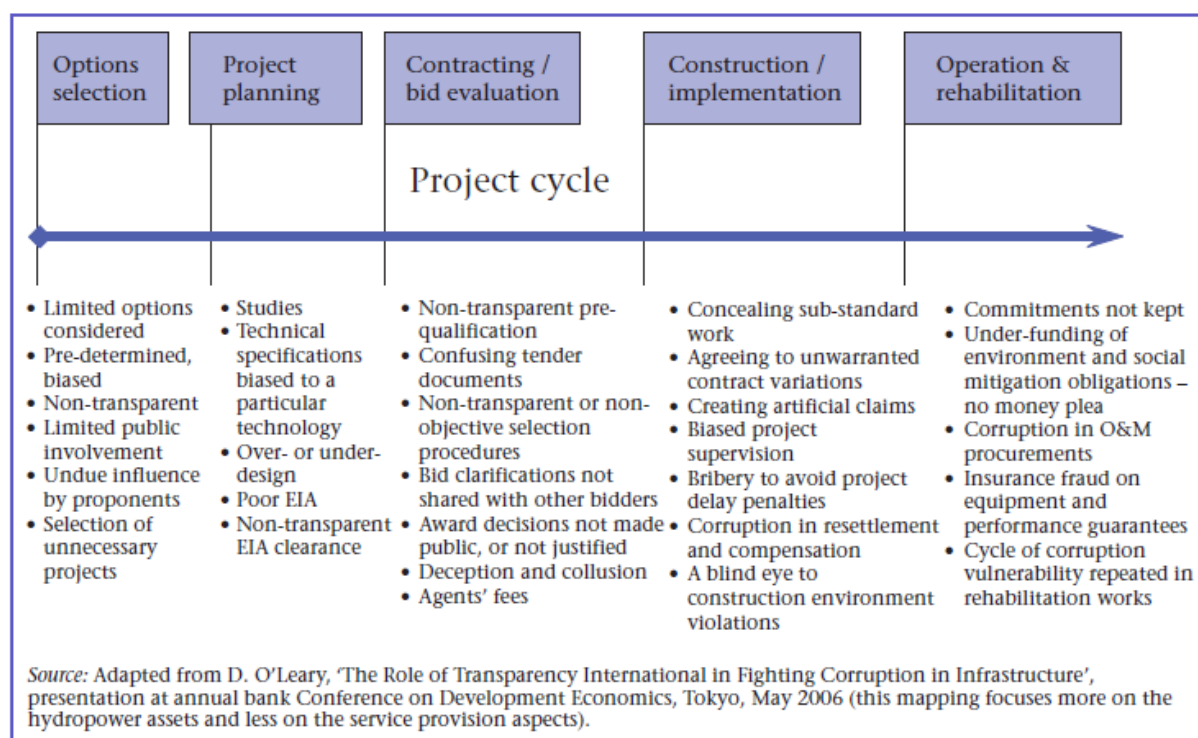 Options
selection
Project
planning
Contracting /
bid evaluation
Construction /
implementation
Operation &
rehabilitation
Project cycle
• Limited options
considered
• Pre-determined,
biased
• Non-transparent
• Limited public
involvement
• Undue influence
by proponents
• Selection of
unnecessary
projects
• Studies
• Technical
specifications
biased to a
particular
technology
• Over- or under-
design
• Poor EIA
• Non-transparent
EIA clearance
• Non-transparent pre-
qualification
• Confusing tender
documents
• Non-transparent or non-
objective selection
procedures
• Bid clarifications not
shared with other bidders
• Award decisions not made
public, or not justified
• Deception and collusion
• Agents’ fees
• Concealing sub-standard
work
• Agreeing to unwarranted
contract variations
• Creating artificial claims
• Biased project
supervision
• Bribery to avoid project
delay penalties
• Corruption in resettlement
and compensation
• A blind eye to
construction environment
violations
• Commitments not kept
• Under-funding of
environment and social
mitigation obligations –
no money plea
• Corruption in O&M
procurements
• Insurance fraud on
equipment and
performance guarantees
• Cycle of corruption
vulnerability repeated in
rehabilitation works
Source: Adapted from D. O’Leary, ‘The Role of Transparency International in Fighting Corruption in Infrastructure’,
presentation at annual bank Conference on Development Economics, Tokyo, May 2006 (this mapping focuses more on the
hydropower assets and less on the service provision aspects).